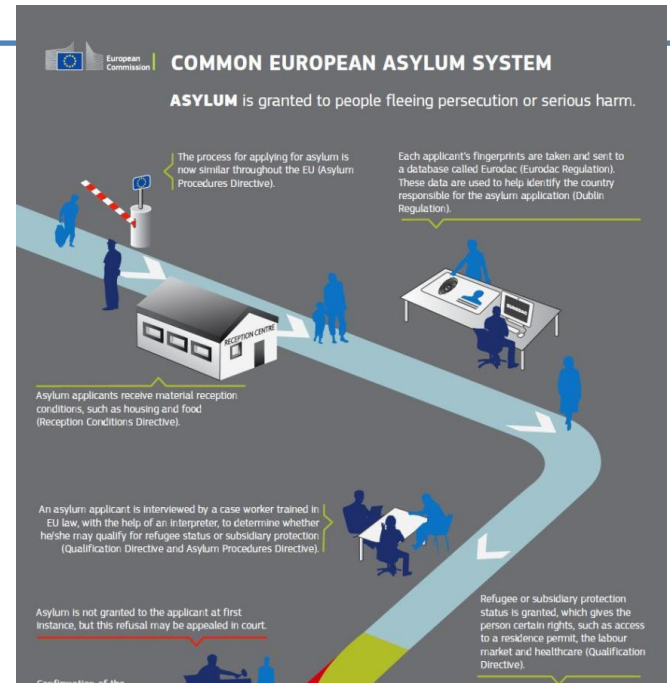 European
Commission
COMMON EUROPEAN ASYLUM SYSTEM
ASYLUM is granted to people fleeing persecution or serious harm.
The process for applying for asylum is
now similar throughout the EU (Asylum
Procedures Directive).
Each applicant's fingerprints are taken and sent to
a database called Eurodac (Eurodac Regulation).
These data are used to help identify the country
responsible for the asylum application (Dublin
Regulation).
EURODAC
RECEPTION CENTRE
Asylum applicants receive material reception
conditions, such as housing and food
(Reception Conditions Directive).
An asylum applicant is interviewed by a case worker trained in
EU law, with the help of an interpreter, to determine whether
he/she may qualify for refugee status or subsidiary protection
(Qualification Directive and Asylum Procedures Directive).
Asylum is not granted to the applicant at first
instance, but this refusal may be appealed in court.
Refugee or subsidiary protection
status is granted, which gives the
person certain rights, such as access
to a residence permit, the labour
market and healthcare (Qualification
Directive).
Confirmation of the